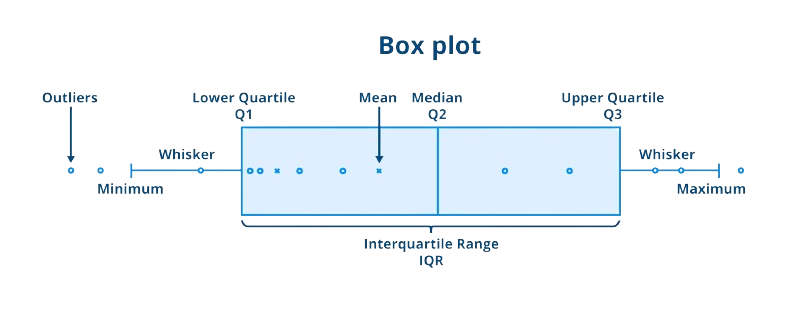 Box plot
Outliers
Lower Quartile
Q1
Mean
Median
Q2
Upper Quartile
Q3
Whisker
Whisker
Minimum
Maximum
Interquartile Range
IQR